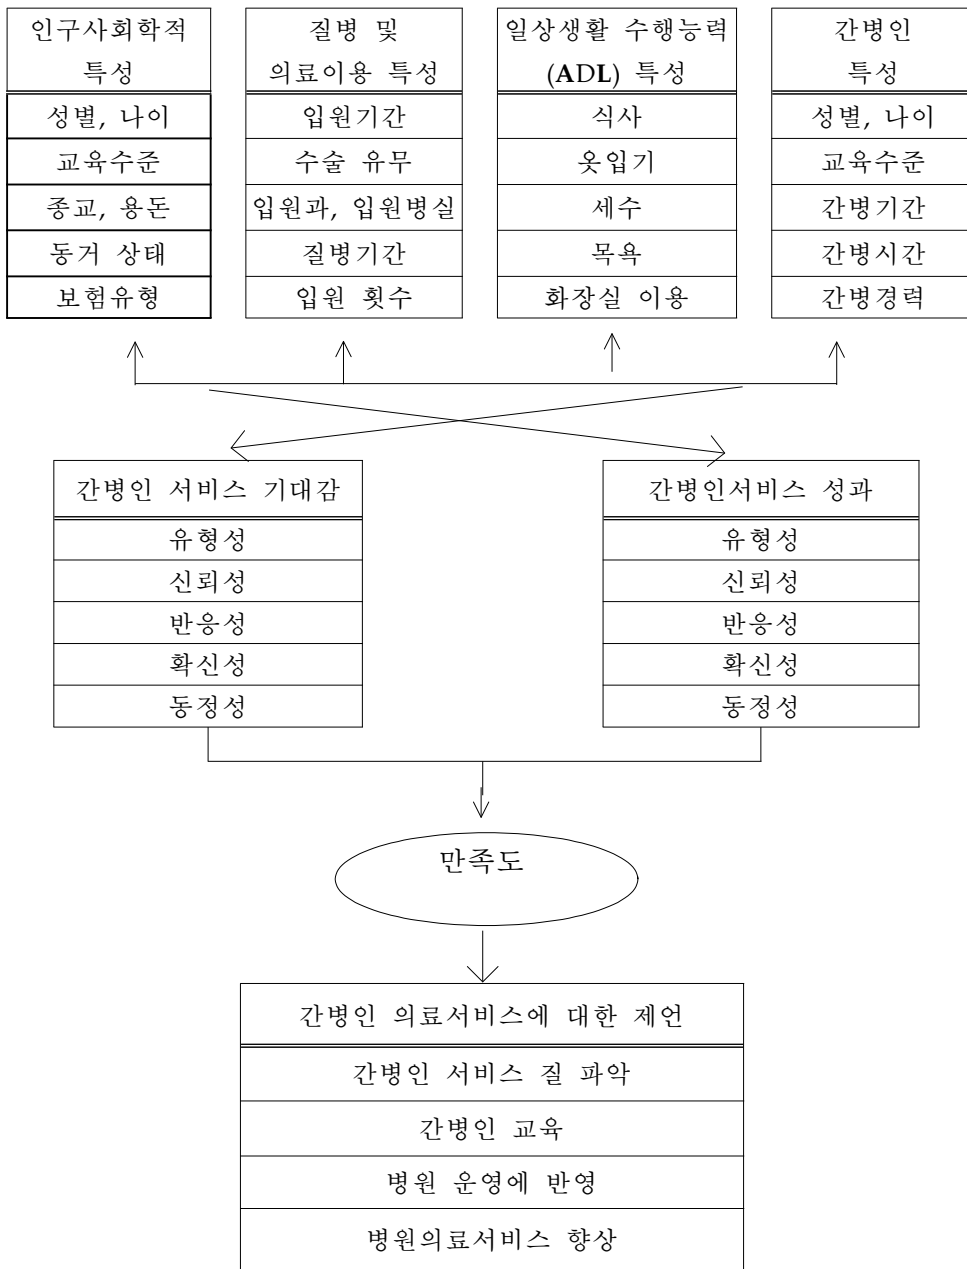 인구사회학적
특성
성별, 나이
교육수준
종교, 용돈
동거 상태
보험유형
질병 및
의료이용 특성
입원기간
수술 유무
입원과, 입원병실
질병기간
입원 횟수
일상생활 수행능력
(ADL) 특성
식사
옷입기
세수
목욕
화장실 이용
간병인
특성
성별, 나이
교육수준
간병기간
간병시간
간병경력
간병인 서비스 기대감
유형성
신뢰성
반응성
확신성
동정성
간병인서비스 성과
유형성
신뢰성
반응성
확신성
동정성
만족도
간병인 의료서비스에 대한 제언
간병인 서비스 질 파악
간병인 교육
병원 운영에 반영
병원의료서비스 향상